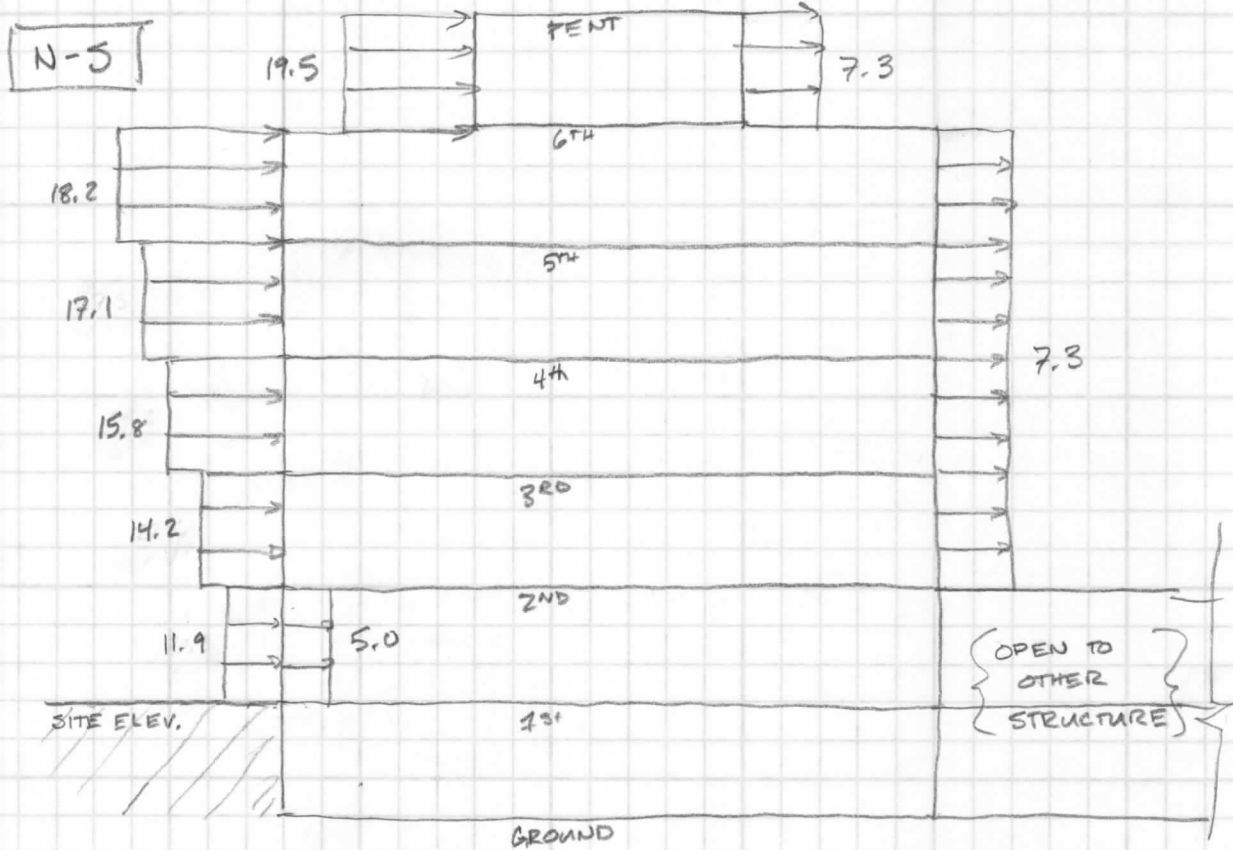 N-S
PENT
19.5
7.3
6TH
18.2
5TH
17.1
7.3
4th
15.8
3RD
14.2
2ND
11.9
5.0
OPEN TO
OTHER
STRUCTURE
SITE ELEV.
1st
GROUND